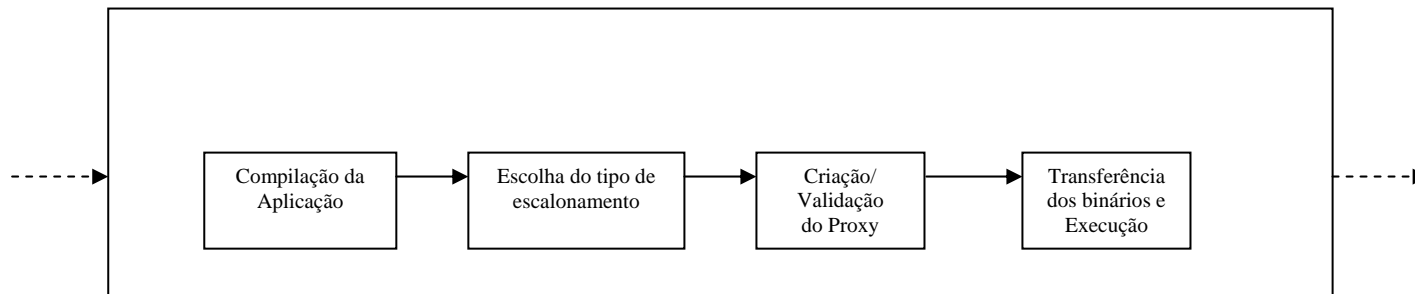 Compilação da
Aplicação
Escolha do tipo de
escalonamento
Criação/
Validação
do Proxy
Transferência
dos binários e
Execução